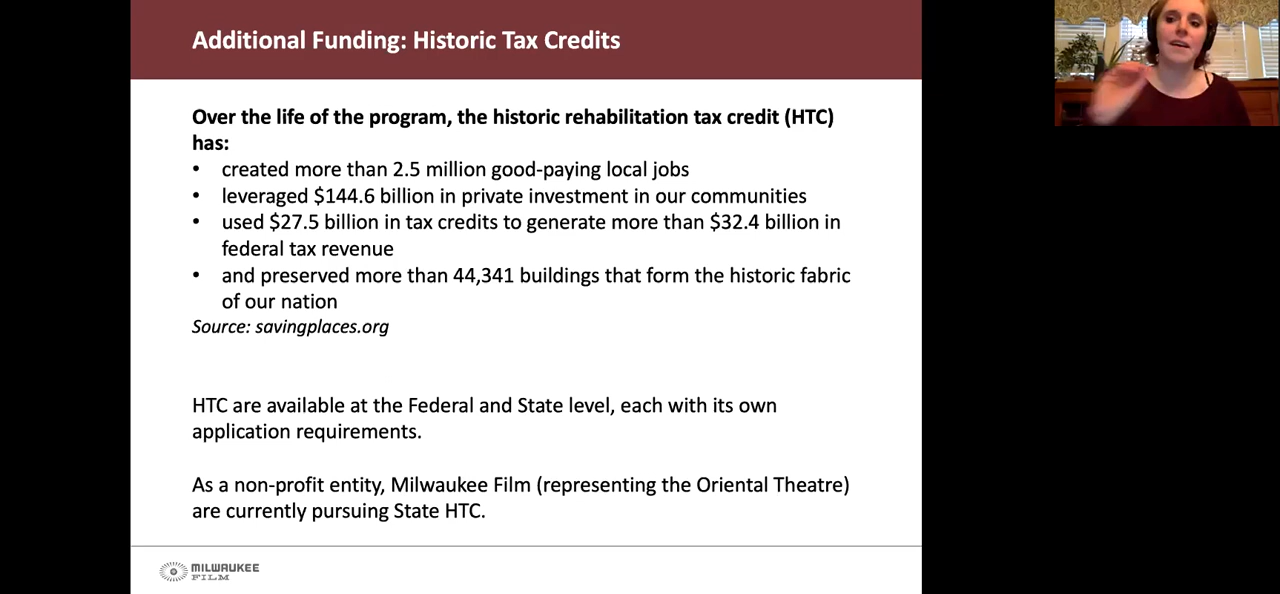 Additional Funding: Historic Tax Credits
Over the life of the program, the historic rehabilitation tax credit (HTC)
has:
• created more than 2.5 million good-paying local jobs
• leveraged $144.6 billion in private investment in our communities
• used $27.5 billion in tax credits to generate more than $32.4 billion in
federal tax revenue
• and preserved more than 44,341 buildings that form the historic fabric
of our nation
Source: savingplaces.org
HTC are available at the Federal and State level, each with its own
application requirements.
As a non-profit entity, Milwaukee Film (representing the Oriental Theatre)
are currently pursuing State HTC.
MILWAUKEE
FILM